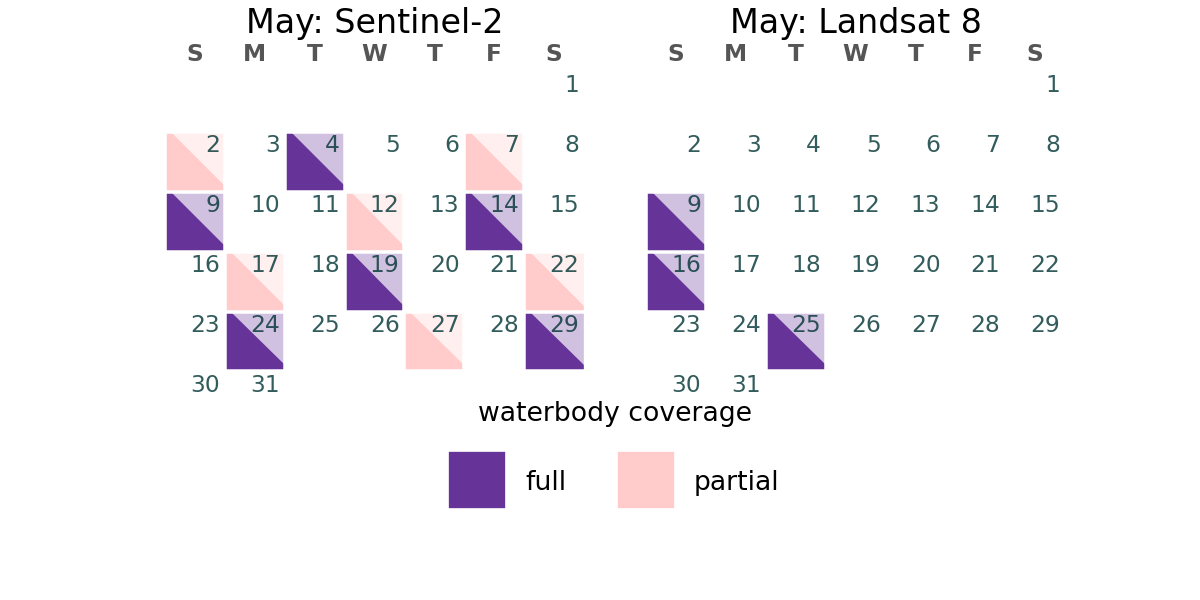 May: Sentinel-2
S M T W T F S
1
2 3 4 5 6 7 8
9 10 11 12 13 14 15
16 17 18 19 20 21 22
23 24 25 26 27 28 29
30 31
May: Landsat 8
S M T W T F S
1
2 3 4 5 6 7 8
9 10 11 12 13 14 15
16 17 18 19 20 21 22
23 24 25 26 27 28 29
30 31
waterbody coverage
full
partial